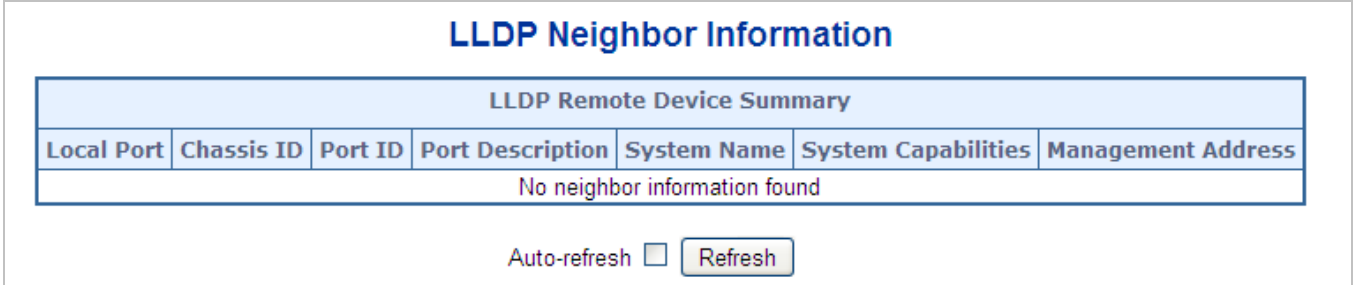 LLDP Neighbor Information
LLDP Remote Device Summary
Local Port Chassis ID Port ID Port Description System Name System Capabilities Management Address
No neighbor information found
Auto-refresh Refresh